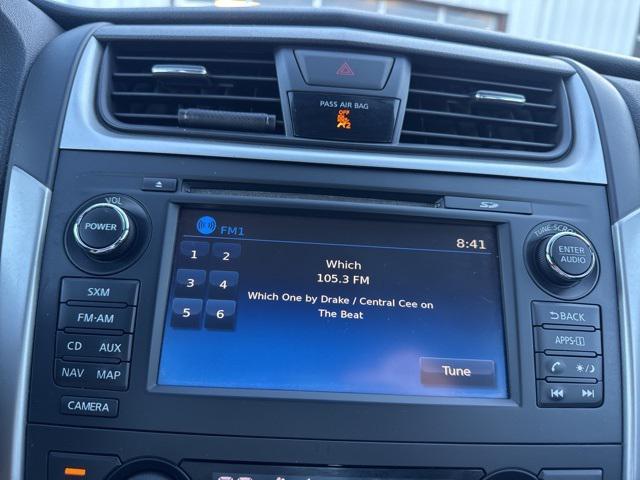 PASS AIR BAG
OFF
2
VOL
POWER
SD
TUNE·SCROLL
ENTER
AUDIO
FM1
8:41
1 2
Which
105.3 FM
3 4
Which One by Drake / Central Cee on
The Beat
5 6
Tune
SXM
FM·AM
CD AUX
NAV MAP
CAMERA
BACK
APPS·